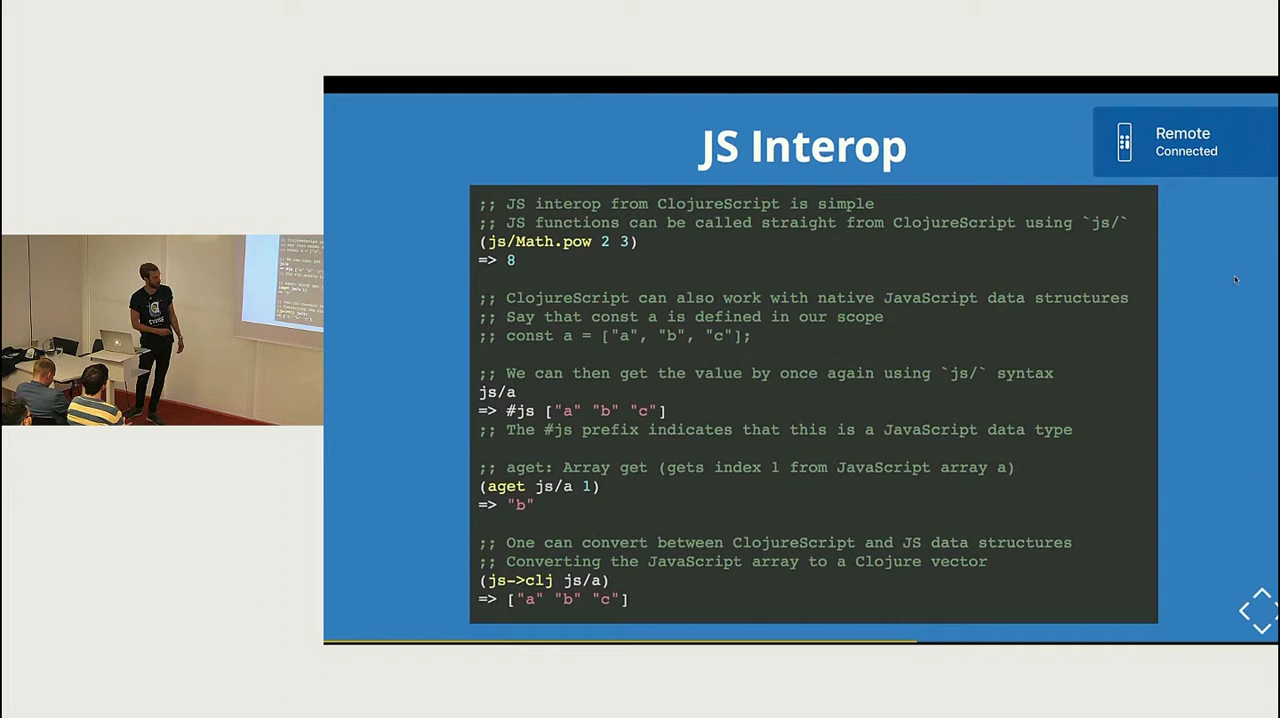 JS Interop
Remote
Connected
;; JS interop from ClojureScript is simple
;; JS functions can be called straight from ClojureScript using `js/`
(js/Math.pow 2 3)
=> 8
;; ClojureScript can also work with native JavaScript data structures
;; Say that const a is defined in our scope
;; const a = ["a", "b", "c"];
;; We can then get the value by once again using `js/` syntax
js/a
=> #js ["a" "b" "c"]
;; The #js prefix indicates that this is a JavaScript data type
;; aget: Array get (gets index 1 from JavaScript array a)
(aget js/a 1)
=> "b"
;; One can convert between ClojureScript and JS data structures
;; Converting the JavaScript array to a Clojure vector
(js->clj js/a)
=> ["a" "b" "c"]